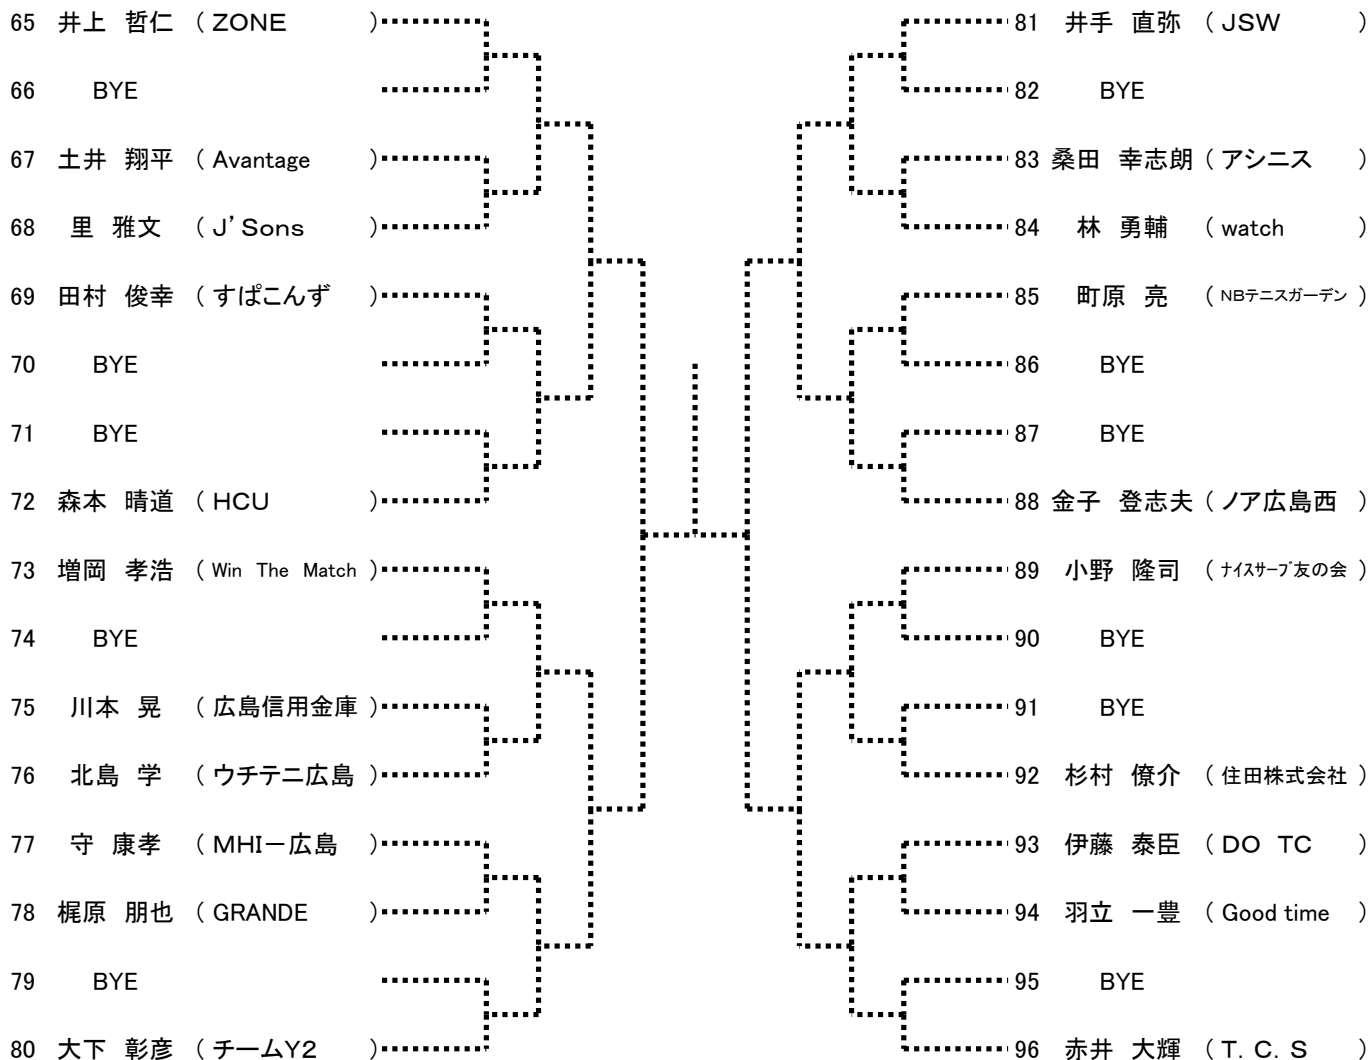 65 井上 哲仁 ( ZONE )
66 BYE
67 土井 翔平 ( Avantage )
68 里 雅文 ( J'Sons )
69 田村 俊幸 ( すぱこんず )
70 BYE
71 BYE
72 森本 晴道 ( HCU )
73 増岡 孝浩 ( Win The Match )
74 BYE
75 川本 晃 ( 広島信用金庫 )
76 北島 学 ( ウチテニ広島 )
77 守 康孝 ( MHI－広島 )
78 梶原 朋也 ( GRANDE )
79 BYE
80 大下 彰彦 ( チームY2 )
81 井手 直弥 ( JSW )
82 BYE
83 桑田 幸志朗 ( アシニス )
84 林 勇輔 ( watch )
85 町原 亮 ( NBテニスガーデン )
86 BYE
87 BYE
88 金子 登志夫 ( ノア広島西 )
89 小野 隆司 ( ﾅｲｽｻｰﾌﾞ友の会 )
90 BYE
91 BYE
92 杉村 僚介 ( 住田株式会社 )
93 伊藤 泰臣 ( DO TC )
94 羽立 一豊 ( Good time )
95 BYE
96 赤井 大輝 ( T. C. S )